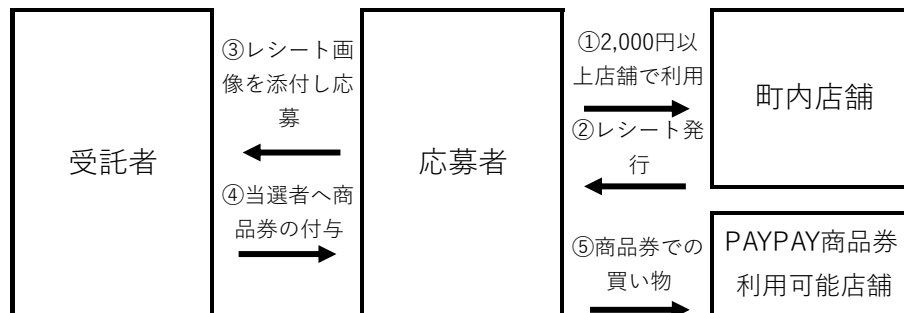 受託者
③レシート画
像を添付し応
募
④当選者へ商
品券の付与
応募者
①2,000円以
上店舗で利用
②レシート発
行
⑤商品券での
買い物
町内店舗
PAYPAY商品券
利用可能店舗